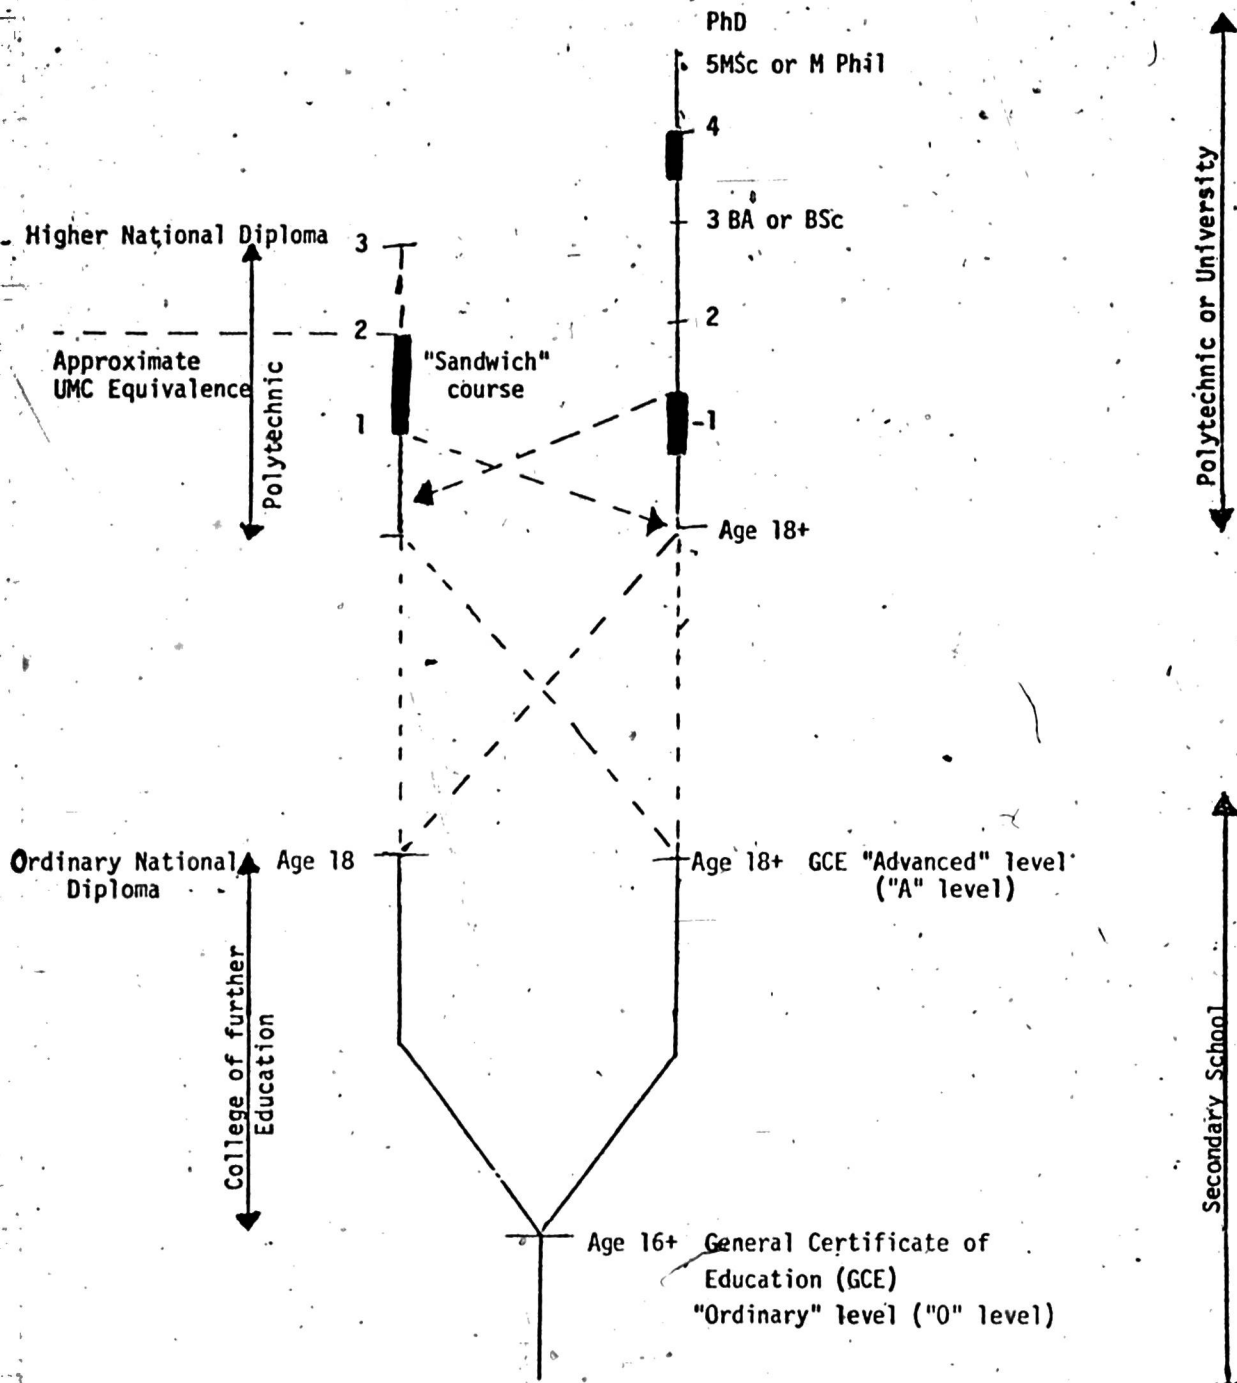 PhD
5MSc or M Phil
4
3 BA or BSc
Higher National Diploma 3
2
2
Approximate
UMC Equivalence
"Sandwich"
course
1
-1
Polytechnic
Polytechnic or University
Age 18+
Ordinary National
Diploma
Age 18
Age 18+ GCE "Advanced" level
("A" level)
College of further
Education
Secondary School
Age 16+ General Certificate of
Education (GCE)
"Ordinary" level ("O" level)